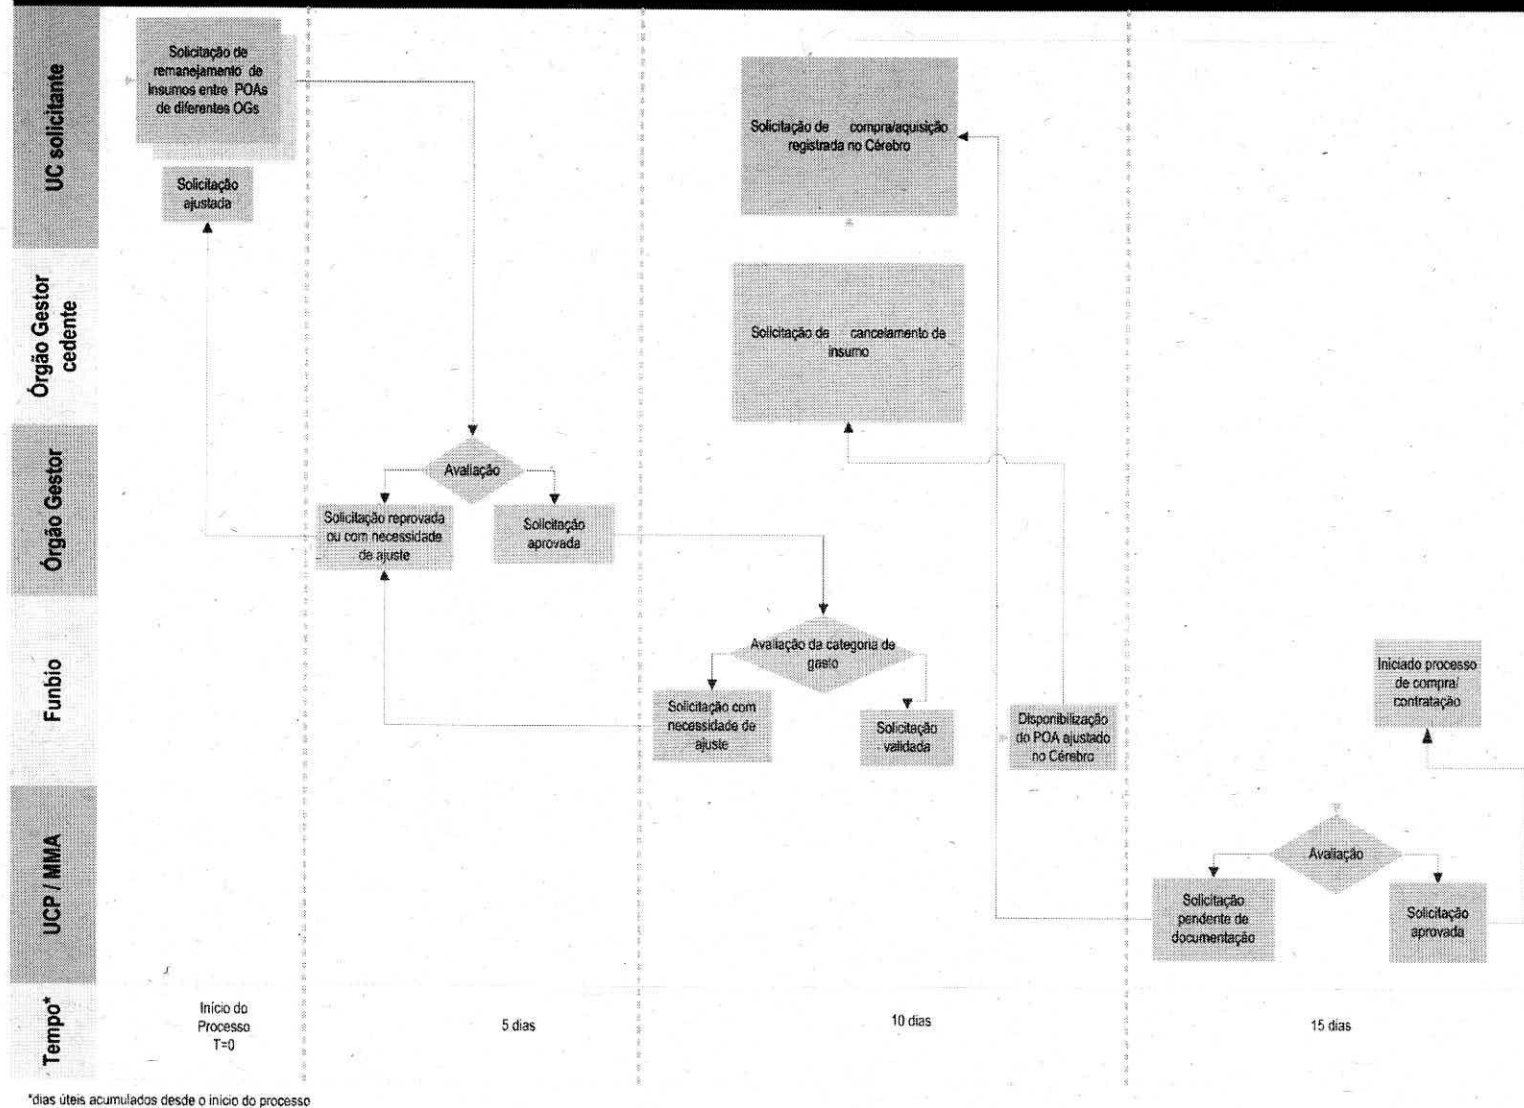 UC solicitante
Solicitação de
remanejamento de
insumos entre POAs
de diferentes OGs
Solicitação
ajustada
Solicitação de compra/aquisição
registrada no Cérebro
Órgão Gestor
cedente
Solicitação de cancelamento de
insumo
Órgão Gestor
Avaliação
Solicitação reprovada
ou com necessidade
de ajuste
Solicitação
aprovada
Funbio
Avaliação da categoria de
gasto
Solicitação com
necessidade de
ajuste
Solicitação
validada
Disponibilização
do POA ajustado
no Cérebro
Iniciado processo
de compra/
contratação
UCP / MMA
Avaliação
Solicitação
pendente de
documentação
Solicitação
aprovada
Tempo*
Início do
Processo
T=0
5 dias
10 dias
15 dias
*dias úteis acumulados desde o início do processo